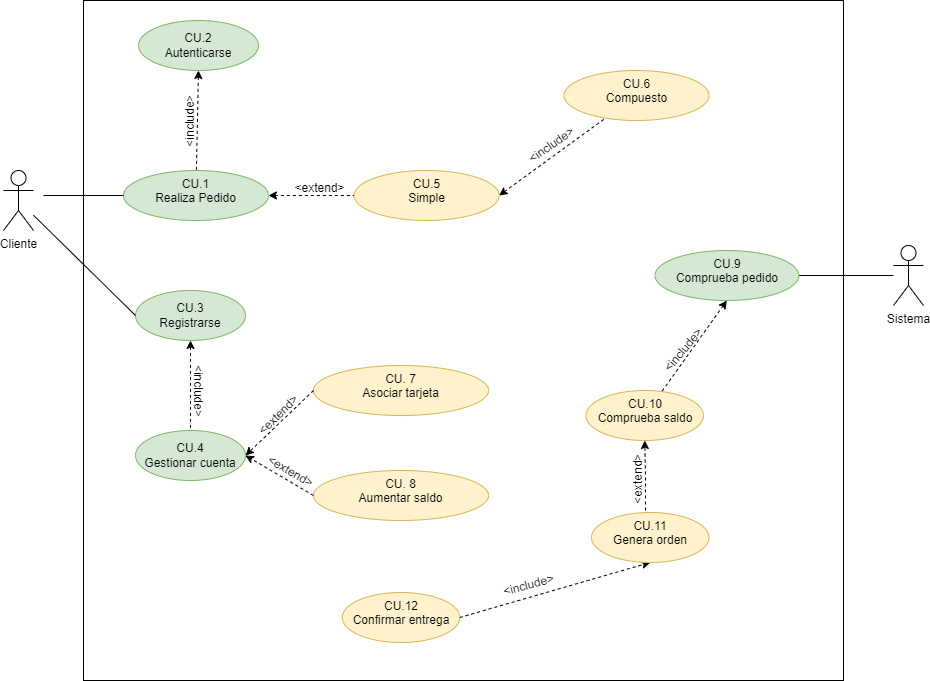 CU.2
Autenticarse
<include>
CU.6
Compuesto
<include>
Cliente
CU.1
Realiza Pedido
<extend>
CU.5
Simple
CU.9
Comprueba pedido
Sistema
CU.3
Registrarse
<include>
<include>
CU. 7
Asociar tarjeta
<extend>
CU.10
Comprueba saldo
CU.4
Gestionar cuenta
<extend>
CU. 8
Aumentar saldo
<extend>
CU.11
Genera orden
<include>
CU.12
Confirmar entrega